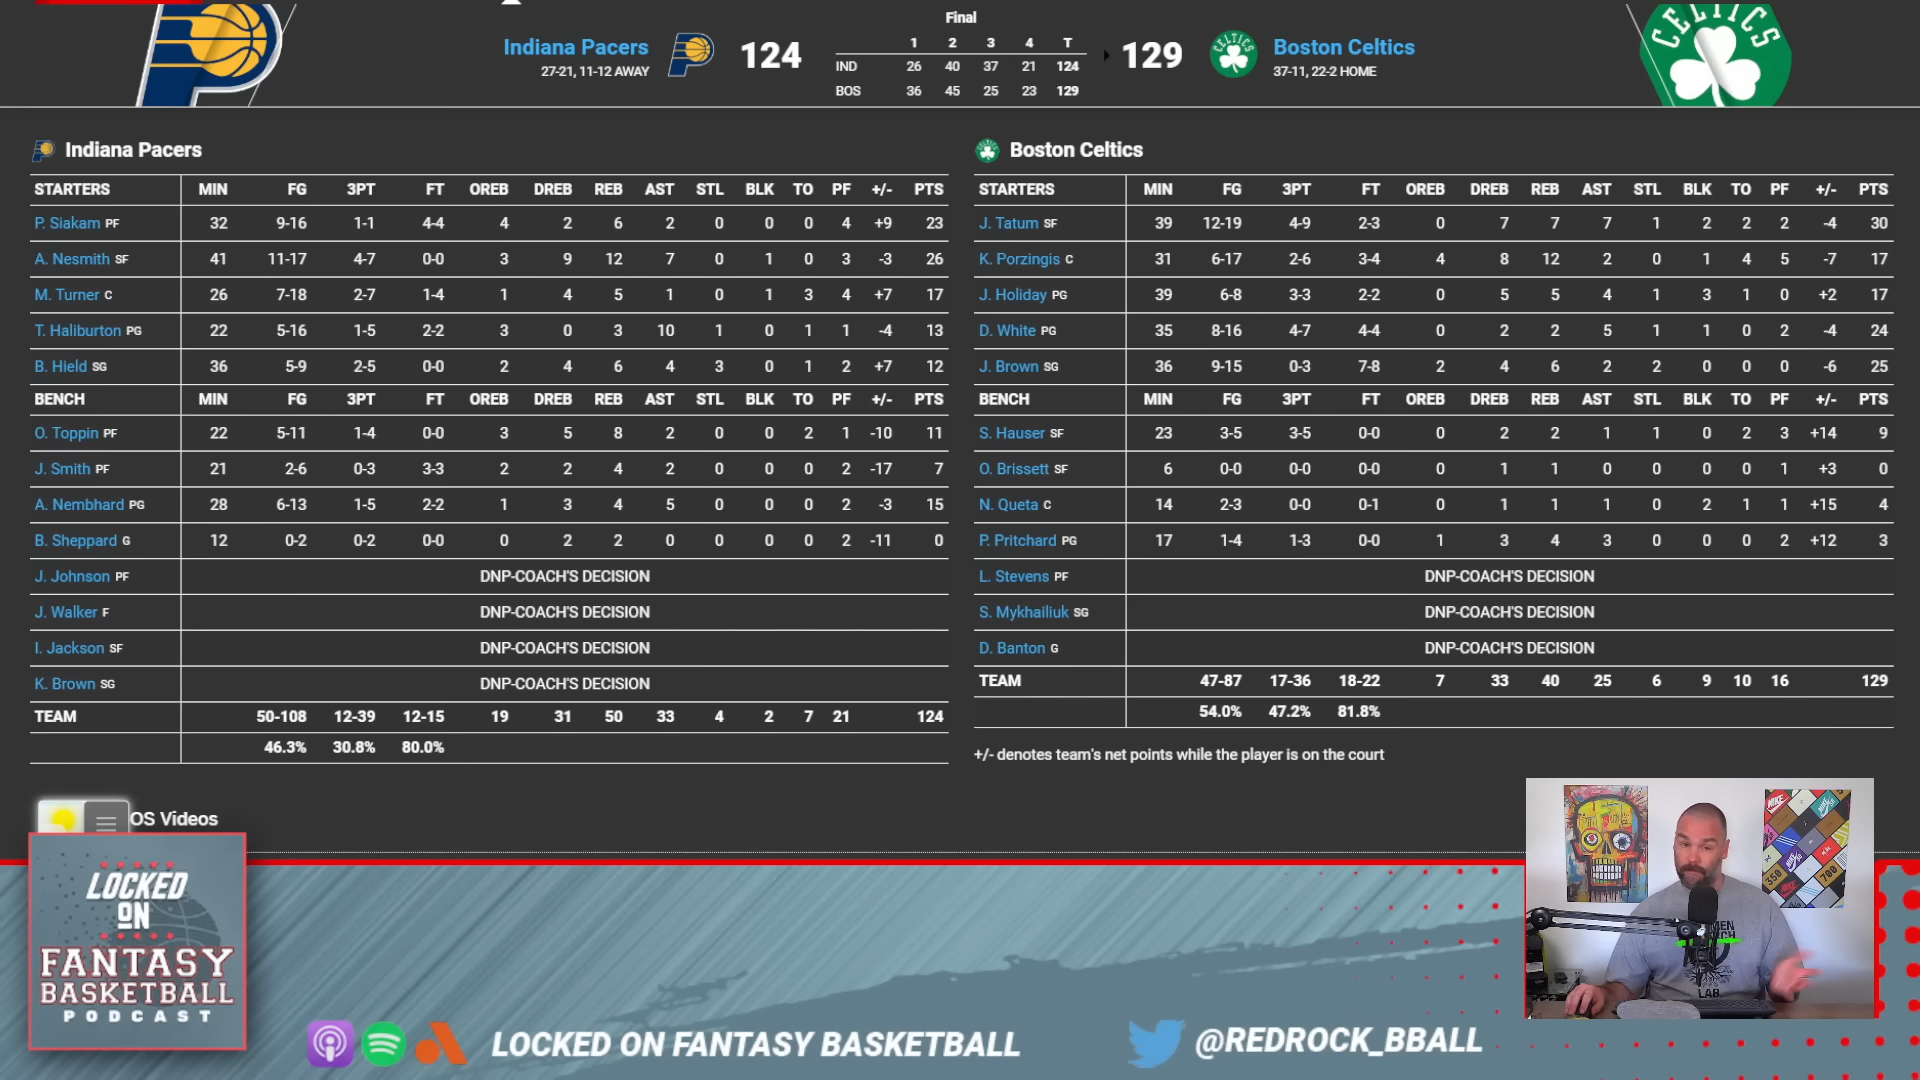 Final
Indiana Pacers
27-21, 11-12 AWAY
124
1 2 3 4 T
IND 26 40 37 21 124
BOS 36 45 25 23 129
129
Boston Celtics
37-11, 22-2 HOME
CELTICS
CELTICS
Indiana Pacers
STARTERS MIN FG 3PT FT OREB DREB REB AST STL BLK TO PF +/- PTS
P. Siakam PF 32 9-16 1-1 4-4 4 2 6 2 0 0 0 4 +9 23
A. Nesmith SF 41 11-17 4-7 0-0 3 9 12 7 0 1 0 3 -3 26
M. Turner C 26 7-18 2-7 1-4 1 4 5 1 0 1 3 4 +7 17
T. Haliburton PG 22 5-16 1-5 2-2 3 0 3 10 1 0 1 1 -4 13
B. Hield SG 36 5-9 2-5 0-0 2 4 6 4 3 0 1 2 +7 12
BENCH MIN FG 3PT FT OREB DREB REB AST STL BLK TO PF +/- PTS
O. Toppin PF 22 5-11 1-4 0-0 3 5 8 2 0 0 2 1 -10 11
J. Smith PF 21 2-6 0-3 3-3 2 2 4 2 0 0 0 2 -17 7
A. Nembhard PG 28 6-13 1-5 2-2 1 3 4 5 0 0 0 2 -3 15
B. Sheppard G 12 0-2 0-2 0-0 0 2 2 0 0 0 0 2 -11 0
J. Johnson PF DNP-COACH'S DECISION
J. Walker F DNP-COACH'S DECISION
I. Jackson SF DNP-COACH'S DECISION
K. Brown SG DNP-COACH'S DECISION
TEAM 50-108 12-39 12-15 19 31 50 33 4 2 7 21 124
46.3% 30.8% 80.0%
Boston Celtics
STARTERS MIN FG 3PT FT OREB DREB REB AST STL BLK TO PF +/- PTS
J. Tatum SF 39 12-19 4-9 2-3 0 7 7 7 1 2 2 2 -4 30
K. Porzingis C 31 6-17 2-6 3-4 4 8 12 2 0 1 4 5 -7 17
J. Holiday PG 39 6-8 3-3 2-2 0 5 5 4 1 3 1 0 +2 17
D. White PG 35 8-16 4-7 4-4 0 2 2 5 1 1 0 2 -4 24
J. Brown SG 36 9-15 0-3 7-8 2 4 6 2 2 0 0 0 -6 25
BENCH MIN FG 3PT FT OREB DREB REB AST STL BLK TO PF +/- PTS
S. Hauser SF 23 3-5 3-5 0-0 0 2 2 1 1 0 2 3 +14 9
O. Brissett SF 6 0-0 0-0 0-0 0 1 1 0 0 0 0 1 +3 0
N. Queta C 14 2-3 0-0 0-1 0 1 1 1 0 2 1 1 +15 4
P. Pritchard PG 17 1-4 1-3 0-0 1 3 4 3 0 0 0 2 +12 3
L. Stevens PF DNP-COACH'S DECISION
S. Mykhailiuk SG DNP-COACH'S DECISION
D. Banton G DNP-COACH'S DECISION
TEAM 47-87 17-36 18-22 7 33 40 25 6 9 10 16 129
54.0% 47.2% 81.8%
+/- denotes team's net points while the player is on the court
OS Videos
LOCKED
ON
FANTASY
BASKETBALL
PODCAST
LOCKED ON FANTASY BASKETBALL
@REDROCK_BBALL
NIKE
350
700
LAB.